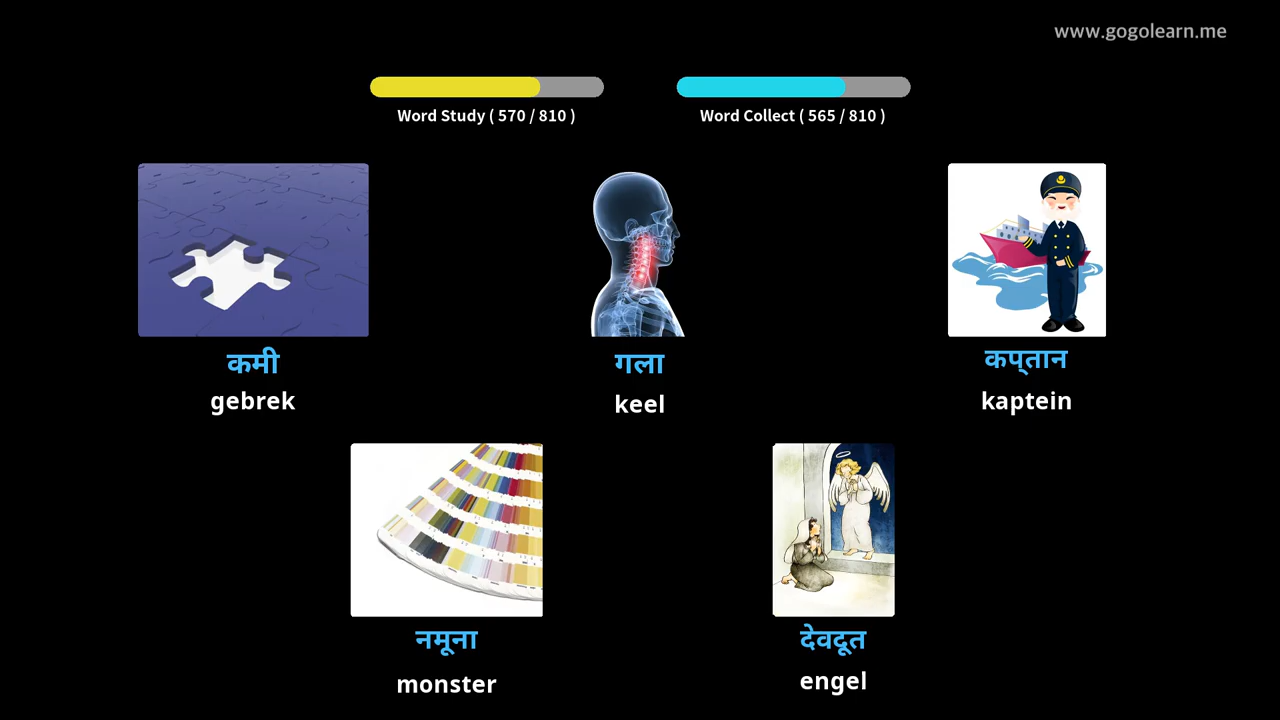 www.gogolearn.me
Word Study ( 570 / 810 )
Word Collect ( 565 / 810 )
कमी
gebrek
गला
keel
कप्‌तान
kaptein
नमूना
monster
देवदूत
engel